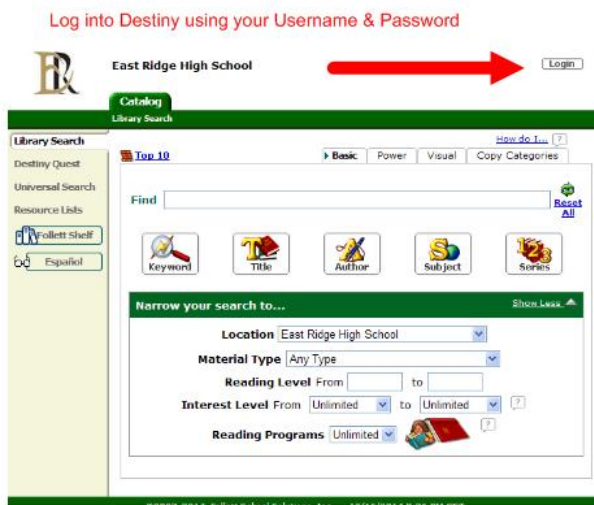 Log into Destiny using your Username & Password
East Ridge High School
Login
Catalog
Library Search
Library Search
How do I... ?
Top 10
Basic Power Visual Copy Categories
Destiny Quest
Universal Search
Resource Lists
Follett Shelf
Español
Find
Reset All
Keyword Title Author Subject Series
Narrow your search to...
Show Less
Location East Ridge High School
Material Type Any Type
Reading Level From to
Interest Level From Unlimited to Unlimited ?
Reading Programs Unlimited ?